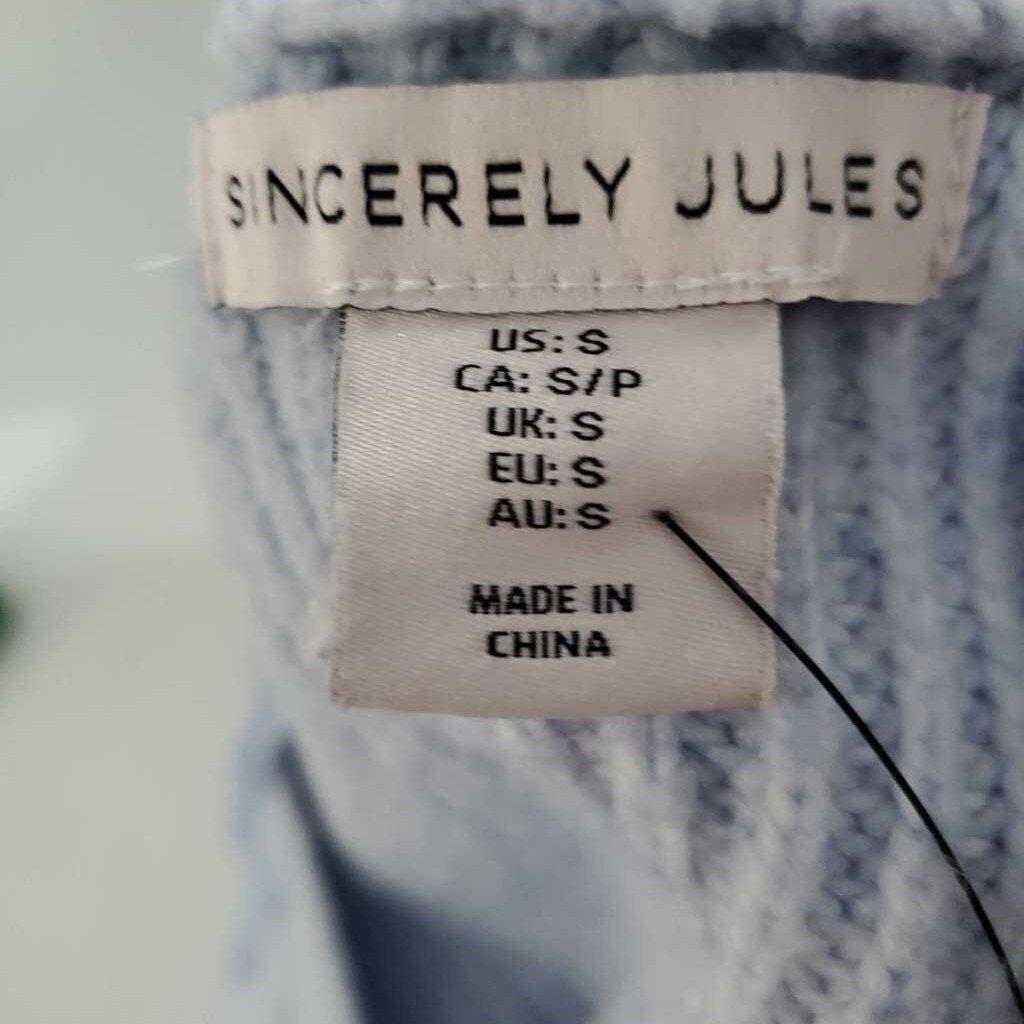 SINCERELY JULES
US: S
CA: S/P
UK: S
EU: S
AU: S
MADE IN
CHINA